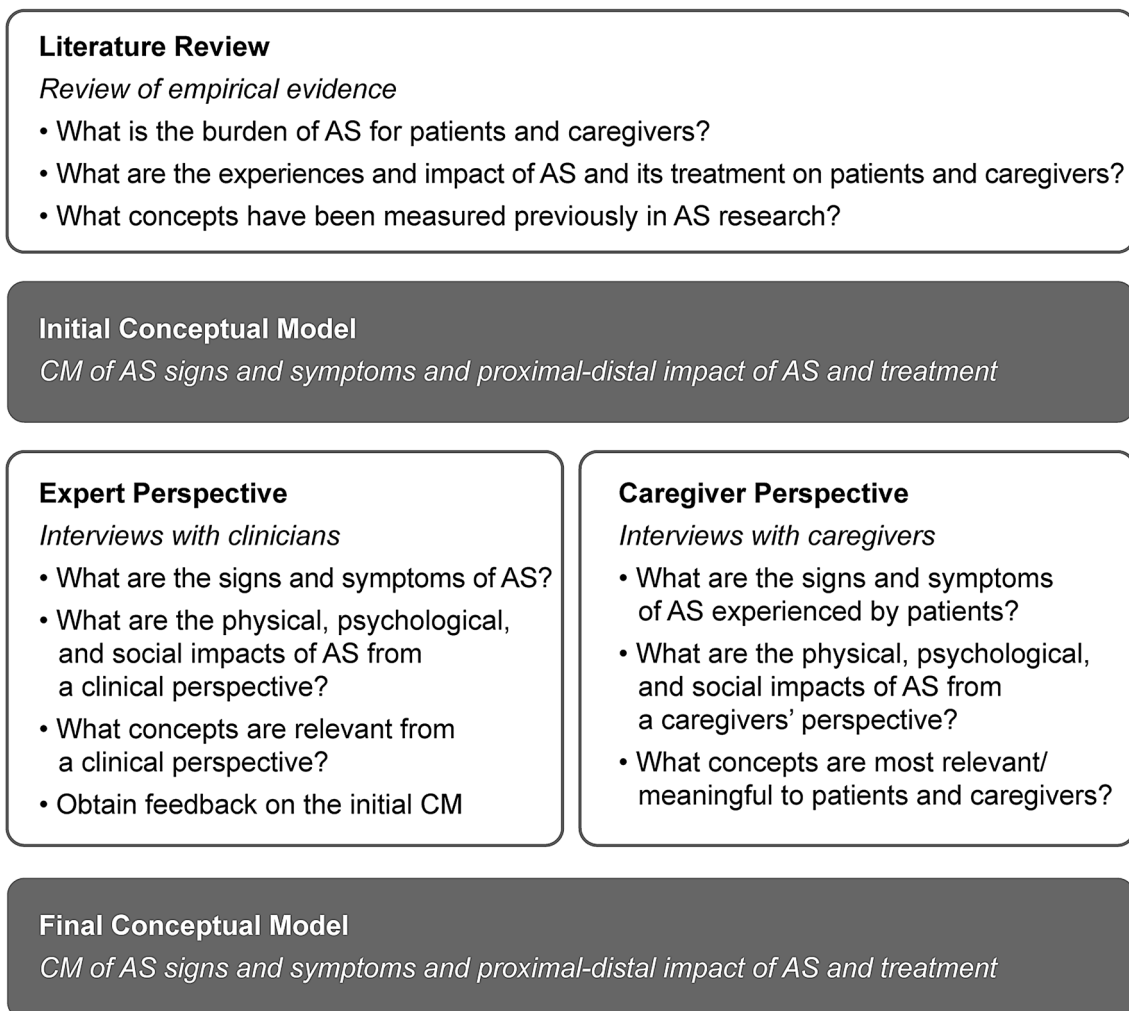 Literature Review
Review of empirical evidence
• What is the burden of AS for patients and caregivers?
• What are the experiences and impact of AS and its treatment on patients and caregivers?
• What concepts have been measured previously in AS research?
Initial Conceptual Model
CM of AS signs and symptoms and proximal-distal impact of AS and treatment
Expert Perspective
Interviews with clinicians
• What are the signs and symptoms of AS?
• What are the physical, psychological,
and social impacts of AS from
a clinical perspective?
• What concepts are relevant from
a clinical perspective?
• Obtain feedback on the initial CM
Caregiver Perspective
Interviews with caregivers
• What are the signs and symptoms
of AS experienced by patients?
• What are the physical, psychological,
and social impacts of AS from
a caregivers’ perspective?
• What concepts are most relevant/
meaningful to patients and caregivers?
Final Conceptual Model
CM of AS signs and symptoms and proximal-distal impact of AS and treatment